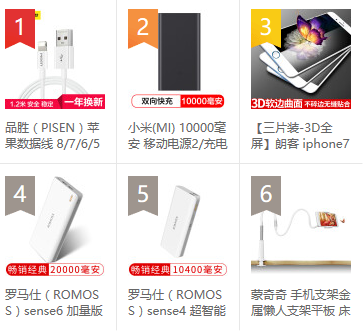 1
1.2米 安全 稳定 一年换新
品胜（PISEN）苹
果数据线 8/7/6/5
2
双向快充 10000毫安
小米(MI) 10000毫
安 移动电源2/充电
3
3D软边曲面 不碎边无缝贴合
【三片装-3D全
屏】朗客 iphone7
4
畅销经典 20000毫安
罗马仕（ROMOS
S）sense6 加量版
5
畅销经典 10400毫安
罗马仕（ROMOS
S）sense4 超智能
6
蒙奇奇 手机支架金
属懒人支架平板 床